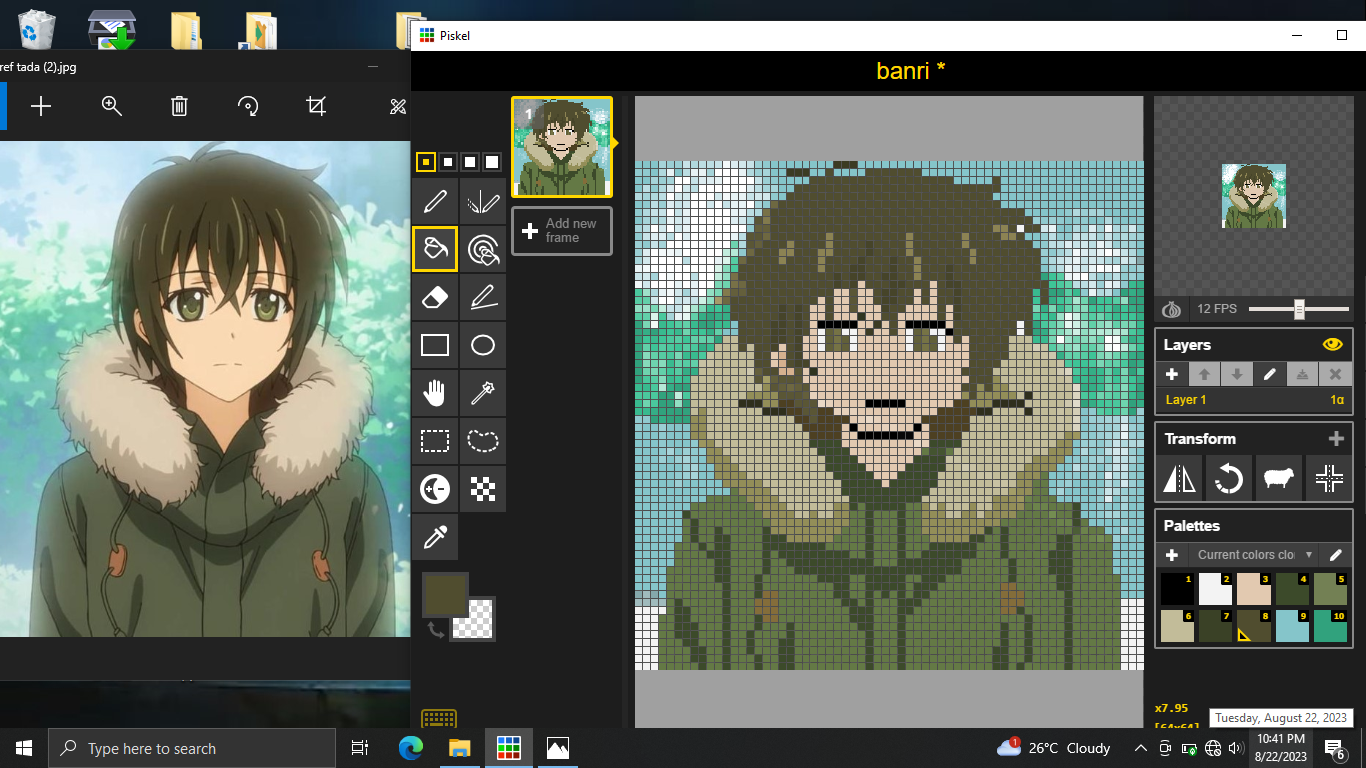 Piskel
ref tada (2).jpg
banri *
1
Add new
frame
12 FPS
Layers
Layer 1
1α
Transform
Palettes
Current colors clo
1 2 3 4 5
6 7 8 9 10
x7.95
[64x64]
Tuesday, August 22, 2023
Type here to search
1
26°C Cloudy
10:41 PM
8/22/2023
6